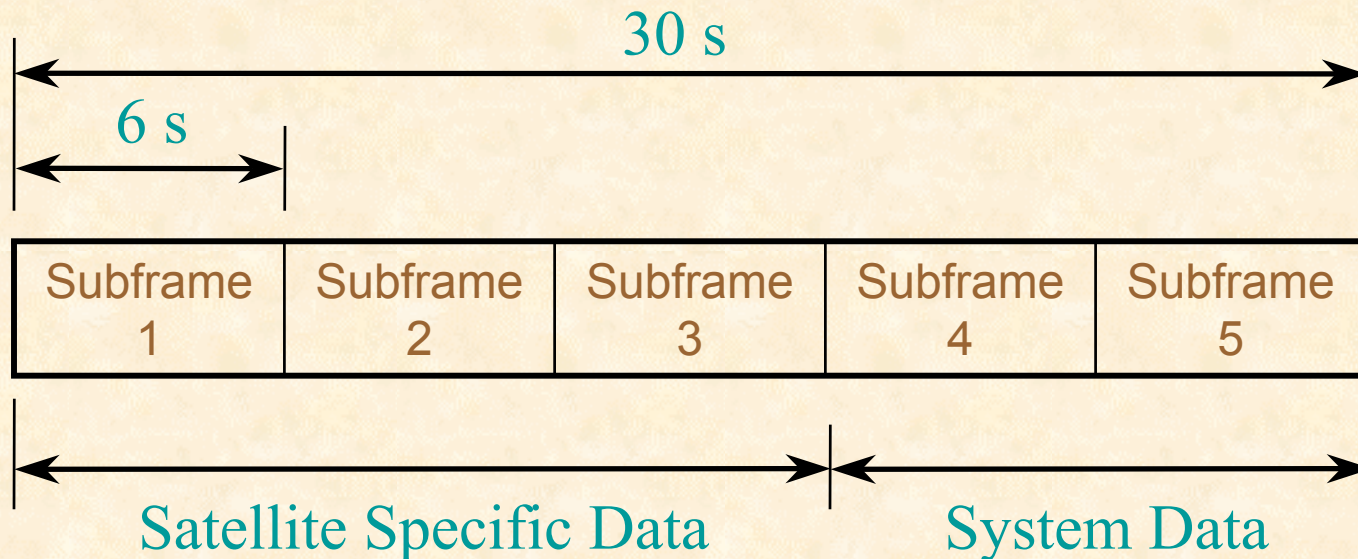 30 s
6 s
Subframe
1
Subframe
2
Subframe
3
Subframe
4
Subframe
5
Satellite Specific Data
System Data